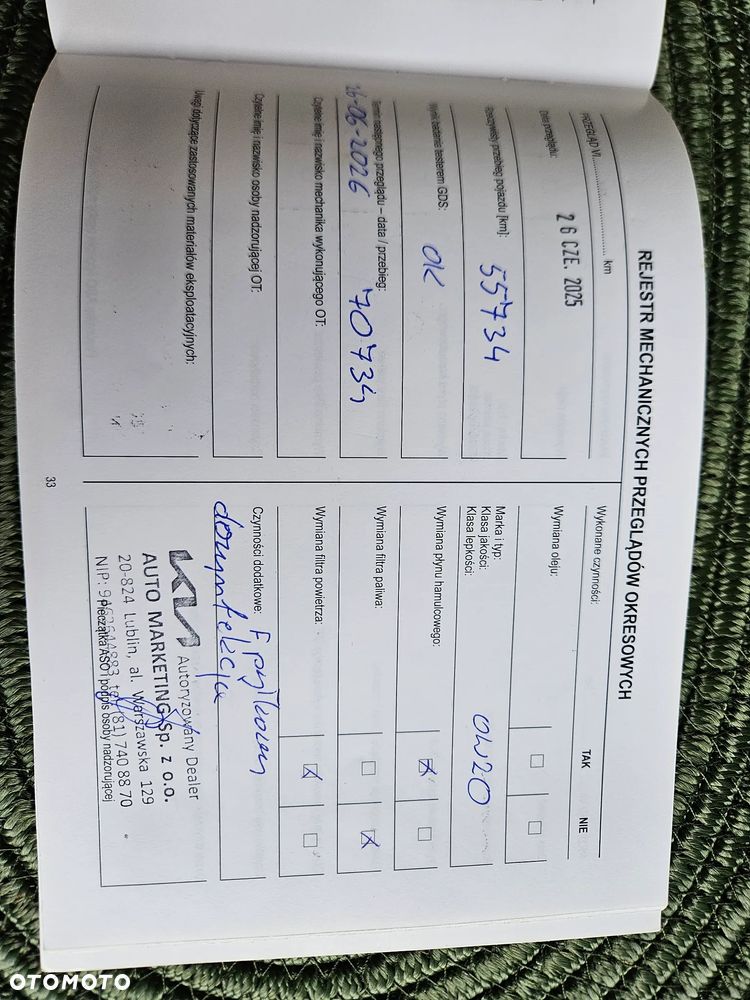 REJESTR MECHANICZNYCH PRZEGLĄDÓW OKRESOWYCH
PRZEGLĄD VI .................... km
Data przeglądu:
26 CZE. 2025
Rzeczywisty przebieg pojazdu [km]:
55734
Wynik badania testerem GDS:
OK
Termin następnego przeglądu – data / przebieg:
26-06-2026 70734
Czytelne imię i nazwisko mechanika wykonującego OT:
Czytelne imię i nazwisko osoby nadzorującej OT:
Uwagi dotyczące zastosowanych materiałów eksploatacyjnych:
Wykonane czynności: TAK NIE
Wymiana oleju:
Marka i typ:
Klasa jakości:
Klasa lepkości: 0W20
Wymiana płynu hamulcowego:
Wymiana filtra paliwa:
Wymiana filtra powietrza:
Czynności dodatkowe: F. pyłkowy
KIA Autoryzowany Dealer
AUTO MARKETING Sp. z o.o.
20-824 Lublin, al. Warszawska 129
tel. (81) 740 88 70
Pieczątka ASO i podpis osoby nadzorującej
33
OTOMOTO